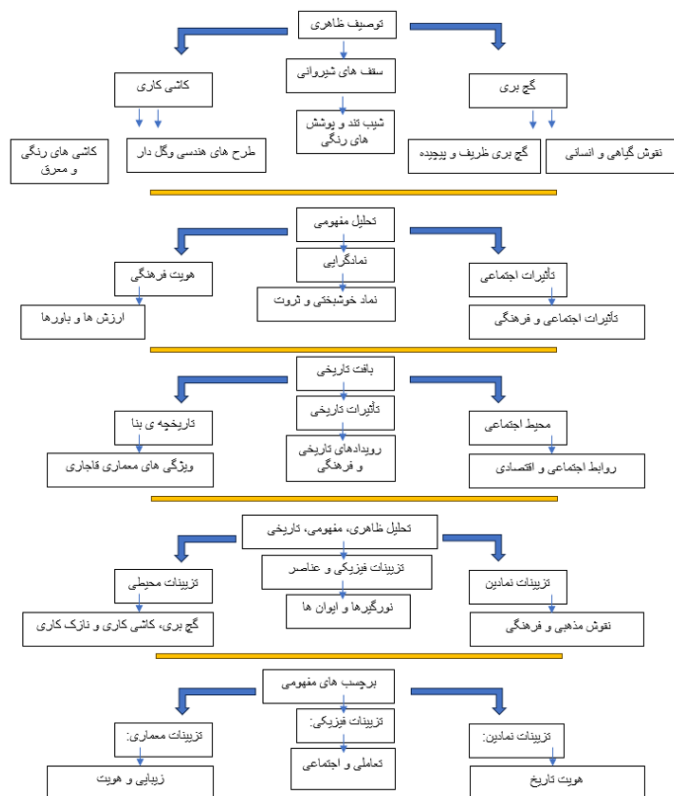 توصیف ظاهری
گچ بری
سقف های شیروانی
کاشی کاری
نقوش گیاهی و انسانی
گچ بری ظریف و پیچیده
شیب تند و پوشش
های رنگی
طرح های هندسی وگل دار
کاشی های رنگی
و معرق
تحلیل مفهومی
تأثیرات اجتماعی
نمادگرایی
هویت فرهنگی
تأثیرات اجتماعی و فرهنگی
نماد خوشبختی و ثروت
ارزش ها و باورها
بافت تاریخی
محیط اجتماعی
تأثیرات تاریخی
تاریخچه ی بنا
روابط اجتماعی و اقتصادی
رویدادهای تاریخی
و فرهنگی
ویژگی های معماری قاجاری
تحلیل ظاهری، مفهومی، تاریخی
تزیینات نمادین
تزیینات فیزیکی و عناصر
تزیینات محیطی
نقوش مذهبی و فرهنگی
نورگیرها و ایوان ها
گچ بری، کاشی کاری و نازک کاری
برچسب های مفهومی
تزیینات نمادین:
تزیینات فیزیکی:
تزیینات معماری:
هویت تاریخ
تعاملی و اجتماعی
زیبایی و هویت